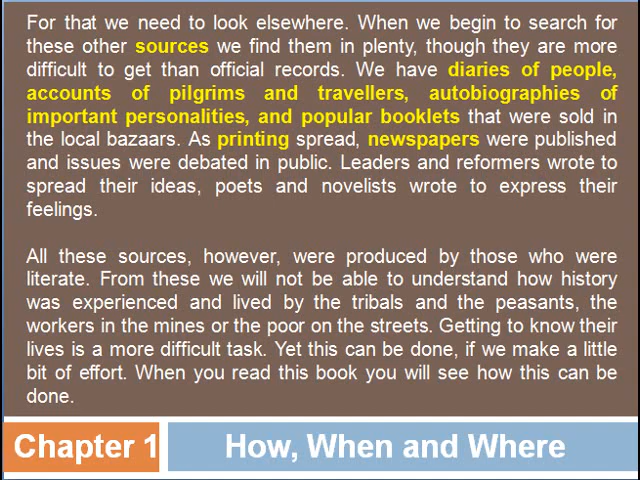 For that we need to look elsewhere. When we begin to search for
these other sources we find them in plenty, though they are more
difficult to get than official records. We have diaries of people,
accounts of pilgrims and travellers, autobiographies of
important personalities, and popular booklets that were sold in
the local bazaars. As printing spread, newspapers were published
and issues were debated in public. Leaders and reformers wrote to
spread their ideas, poets and novelists wrote to express their
feelings.
All these sources, however, were produced by those who were
literate. From these we will not be able to understand how history
was experienced and lived by the tribals and the peasants, the
workers in the mines or the poor on the streets. Getting to know their
lives is a more difficult task. Yet this can be done, if we make a little
bit of effort. When you read this book you will see how this can be
done.
Chapter 1 How, When and Where